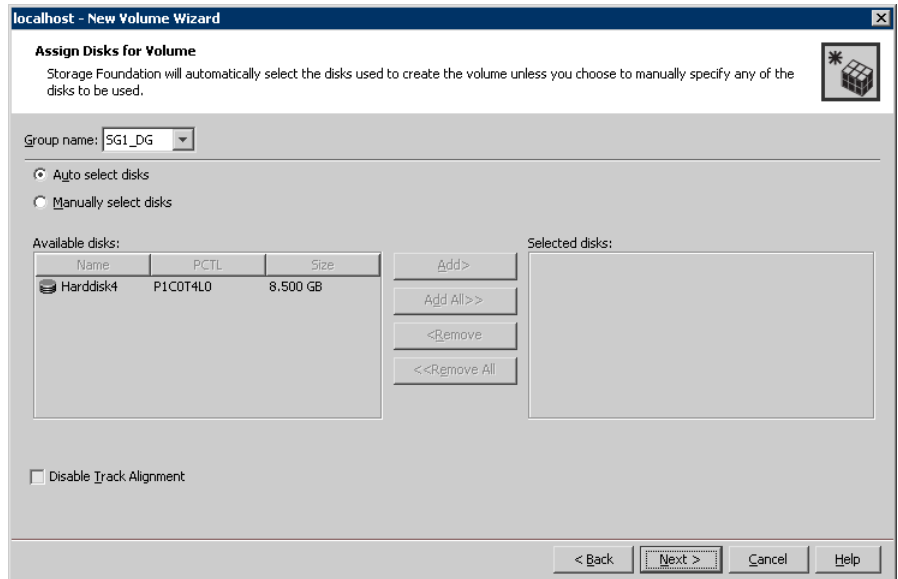 localhost - New Volume Wizard
Assign Disks for Volume
Storage Foundation will automatically select the disks used to create the volume unless you choose to manually specify any of the
disks to be used.
Group name: SG1_DG
Auto select disks
Manually select disks
Available disks:
Name PCTL Size
Harddisk4 P1C0T4L0 8.500 GB
Add>
Add All>>
<Remove
<<Remove All
Selected disks:
Disable Track Alignment
< Back Next > Cancel Help